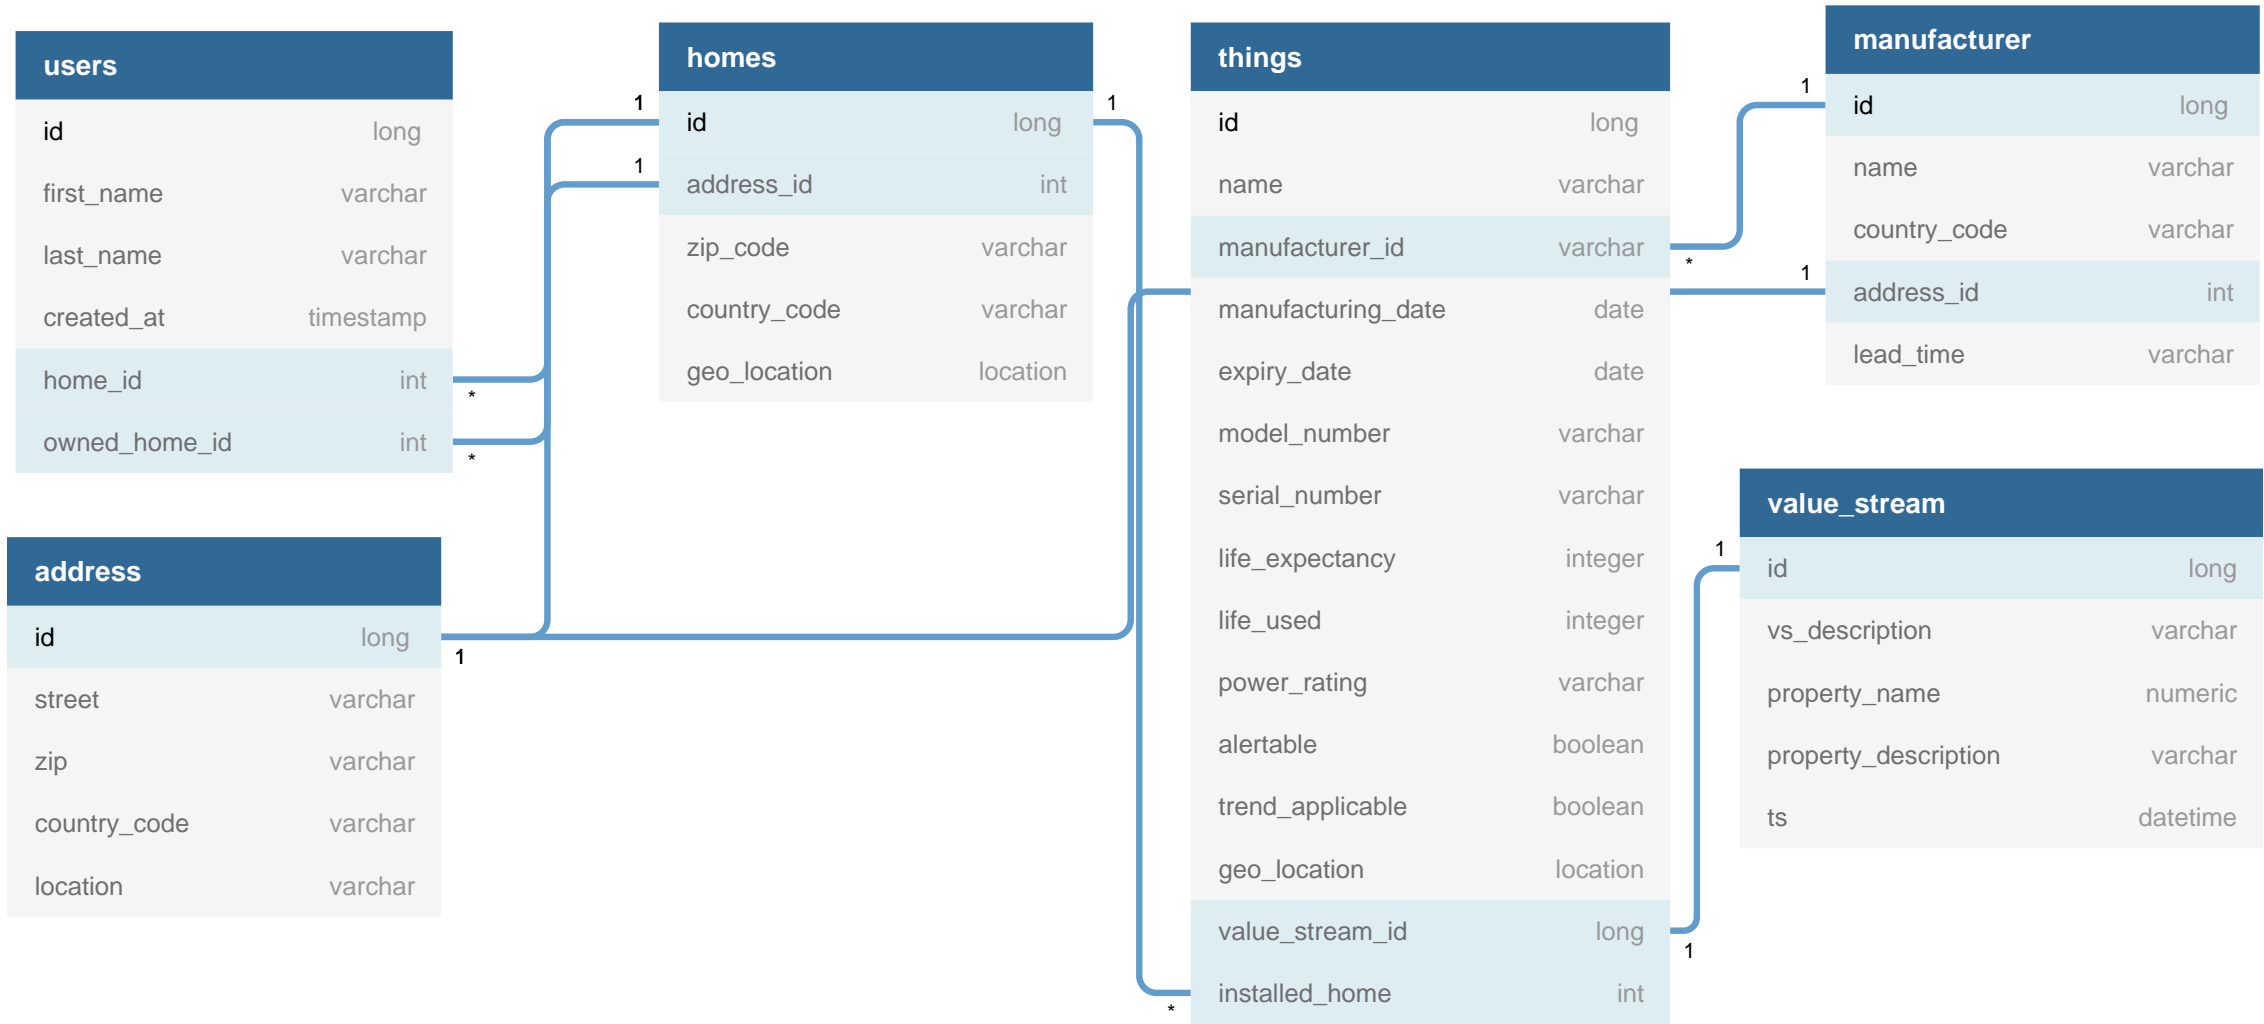 users
id long
first_name varchar
last_name varchar
created_at timestamp
home_id int
*
owned_home_id int
*
homes
1 id long 1
1 address_id int
zip_code varchar
country_code varchar
geo_location location
things
id long
name varchar
manufacturer_id varchar
*
manufacturing_date date
expiry_date date
model_number varchar
serial_number varchar
life_expectancy integer
life_used integer
power_rating varchar
alertable boolean
trend_applicable boolean
geo_location location
value_stream_id long
1
installed_home int
*
manufacturer
1 id long
name varchar
country_code varchar
1 address_id int
lead_time varchar
address
id long
1
street varchar
zip varchar
country_code varchar
location varchar
value_stream
1 id long
vs_description varchar
property_name numeric
property_description varchar
ts datetime